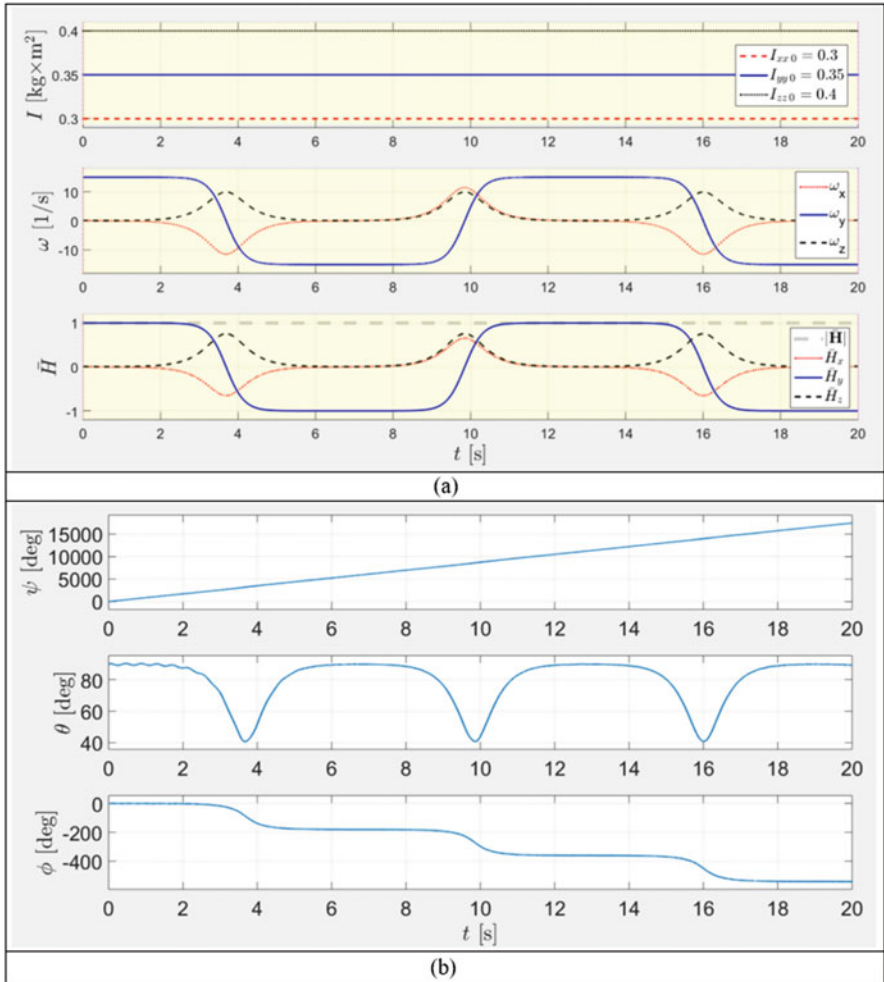 I [kg×m²]
0.4
0.35
0.3
I_xx0 = 0.3
I_yy0 = 0.35
I_zz0 = 0.4
0 2 4 6 8 10 12 14 16 18 20
ω [1/s]
10
0
-10
ω_x
ω_y
ω_z
0 2 4 6 8 10 12 14 16 18 20
H̄
1
0
-1
|H̄|
H̄_x
H̄_y
H̄_z
0 2 4 6 8 10 12 14 16 18 20
t [s]
(a)
ψ [deg]
15000
10000
5000
0
0 2 4 6 8 10 12 14 16 18 20
θ [deg]
80
60
40
0 2 4 6 8 10 12 14 16 18 20
ϕ [deg]
0
-200
-400
0 2 4 6 8 10 12 14 16 18 20
t [s]
(b)